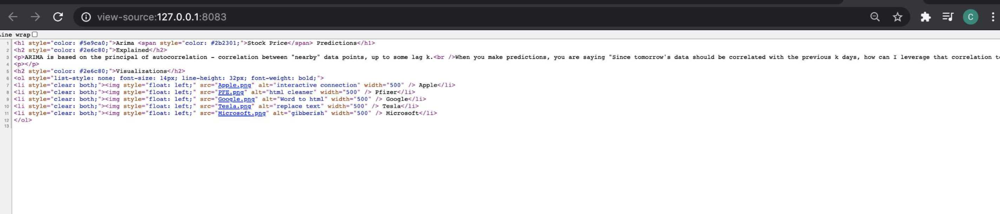 view-source:127.0.0.1:8083
C
ine wrap
1 <h1 style="color: #5e9ca0;">Arima <span style="color: #2b2301;">Stock Price</span> Predictions</h1>
2 <h2 style="color: #2e6c80;">Explained</h2>
3 <p>ARIMA is based on the principal of autocorrelation – correlation between "nearby" data points, up to some lag k.<br />When you make predictions, you are saying "Since tomorrow's data should be correlated with the previous k days, how can I leverage that correlation to
4 <p></p>
5 <h2 style="color: #2e6c80;">Visualizations</h2>
6 <ol style="list-style: none; font-size: 14px; line-height: 32px; font-weight: bold;">
7 <li style="clear: both;"><img style="float: left;" src="Apple.png" alt="interactive connection" width="500" /> Apple</li>
8 <li style="clear: both;"><img style="float: left;" src="PFE.png" alt="html cleaner" width="500" /> Pfizer</li>
9 <li style="clear: both;"><img style="float: left;" src="Google.png" alt="Word to html" width="500" /> Google</li>
10 <li style="clear: both;"><img style="float: left;" src="Tesla.png" alt="replace text" width="500" /> Tesla</li>
11 <li style="clear: both;"><img style="float: left;" src="Microsoft.png" alt="gibberish" width="500" /> Microsoft</li>
12 </ol>
13